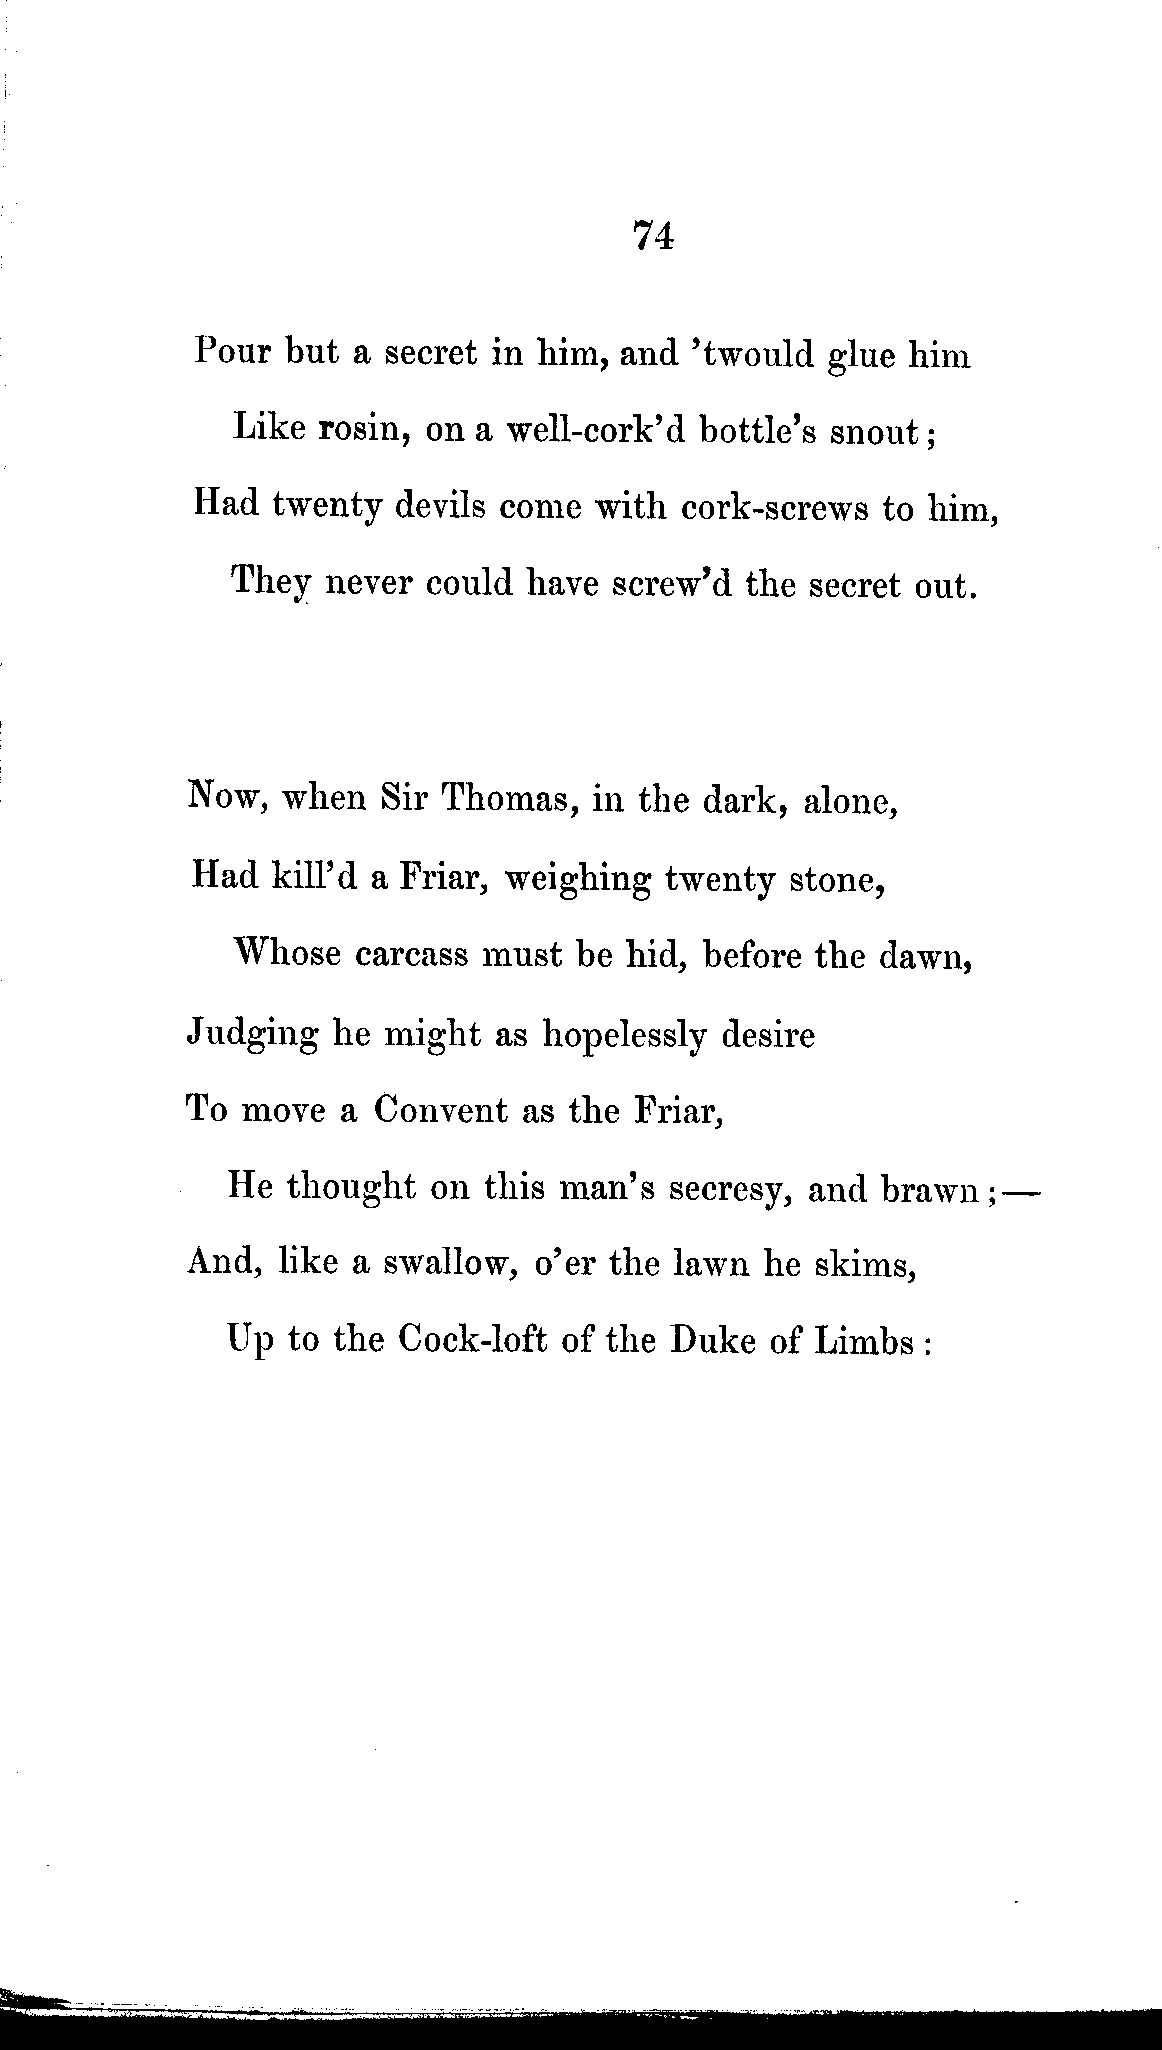 74
Pour but a secret in him, and 'twould glue him
Like rosin, on a well-cork'd bottle's snout;
Had twenty devils come with cork-screws to him,
They never could have screw'd the secret out.
Now, when Sir Thomas, in the dark, alone,
Had kill'd a Friar, weighing twenty stone,
Whose carcass must be hid, before the dawn,
Judging he might as hopelessly desire
To move a Convent as the Friar,
He thought on this man's secresy, and brawn;—
And, like a swallow, o'er the lawn he skims,
Up to the Cock-loft of the Duke of Limbs: